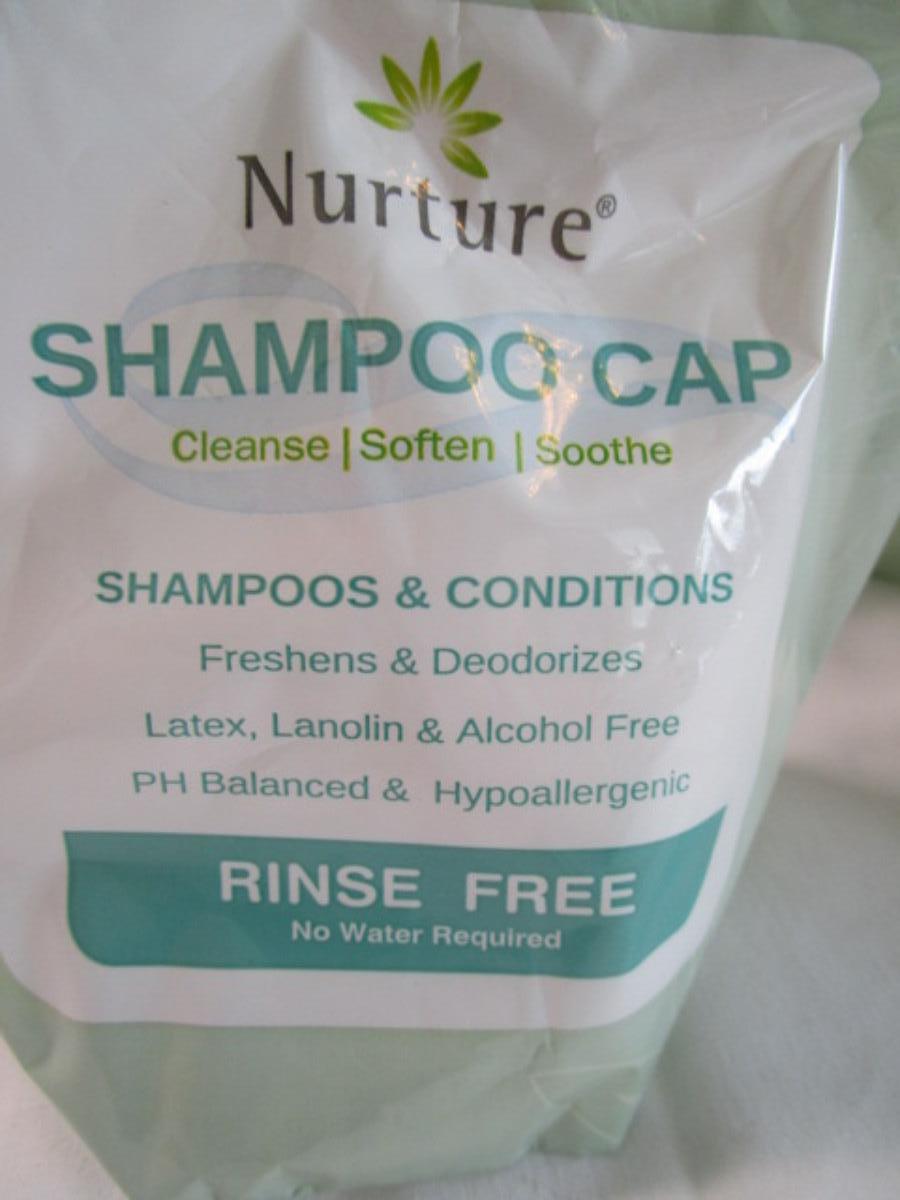 Nurture®
SHAMPOO CAP
Cleanse | Soften | Soothe
SHAMPOOS & CONDITIONS
Freshens & Deodorizes
Latex, Lanolin & Alcohol Free
PH Balanced & Hypoallergenic
RINSE FREE
No Water Required